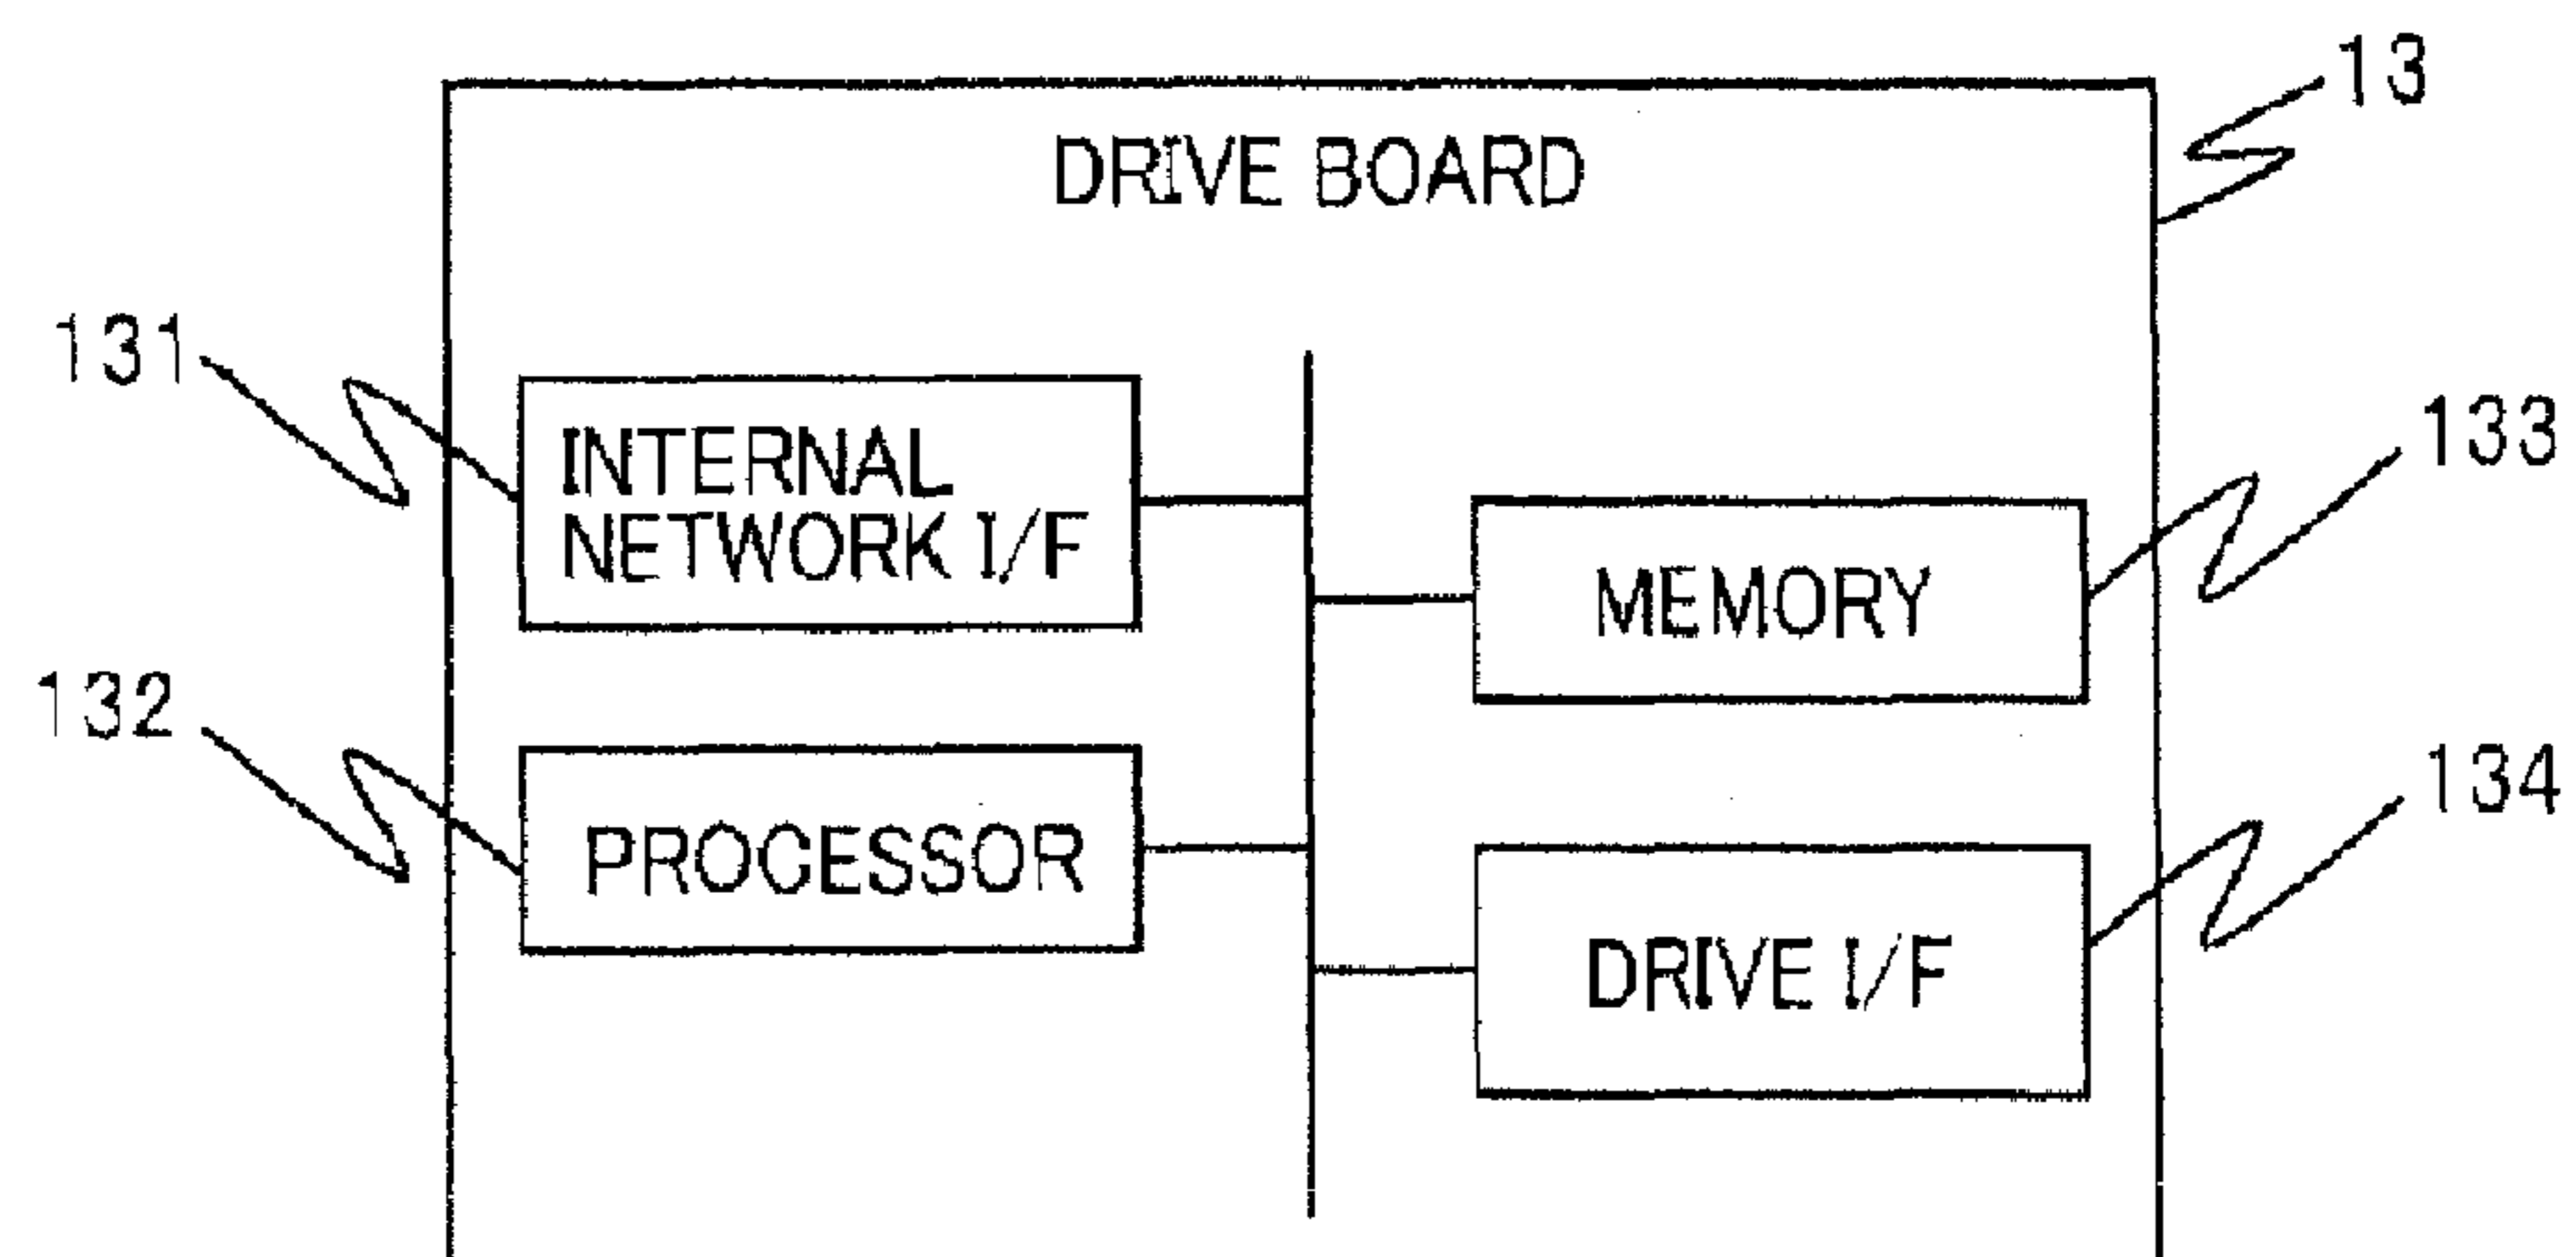 13
DRIVE BOARD
131
INTERNAL
NETWORK I/F
133
MEMORY
132
PROCESSOR
134
DRIVE I/F